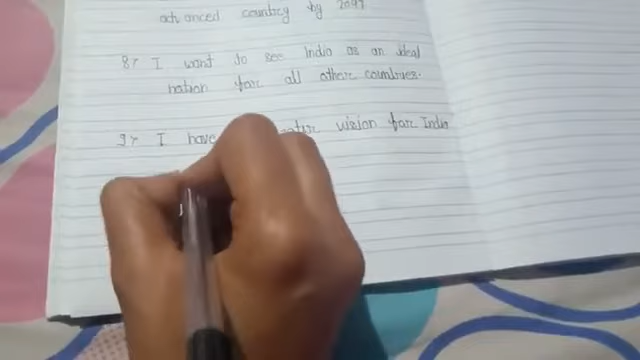 advanced country by 2047
8> I want to see India as an ideal
nation for all other countries.
9> I have vision for India